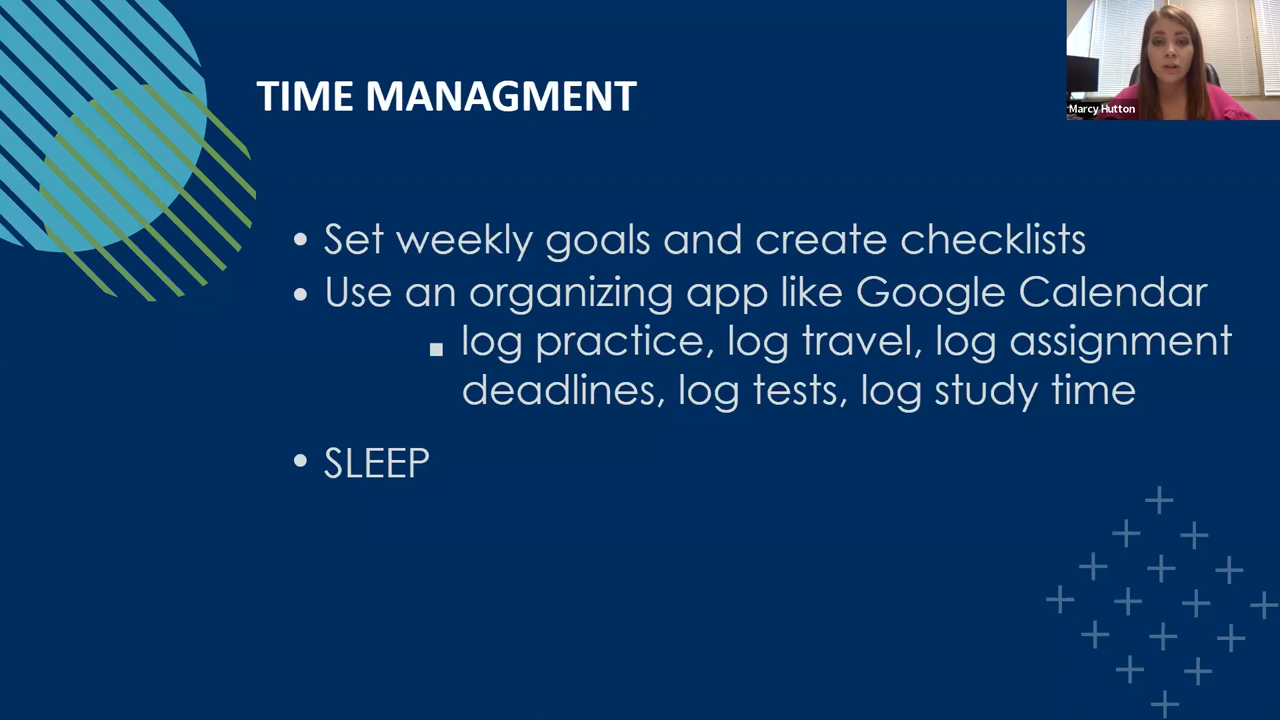 TIME MANAGMENT
Marcy Hutton
• Set weekly goals and create checklists
• Use an organizing app like Google Calendar
▪ log practice, log travel, log assignment
deadlines, log tests, log study time
• SLEEP